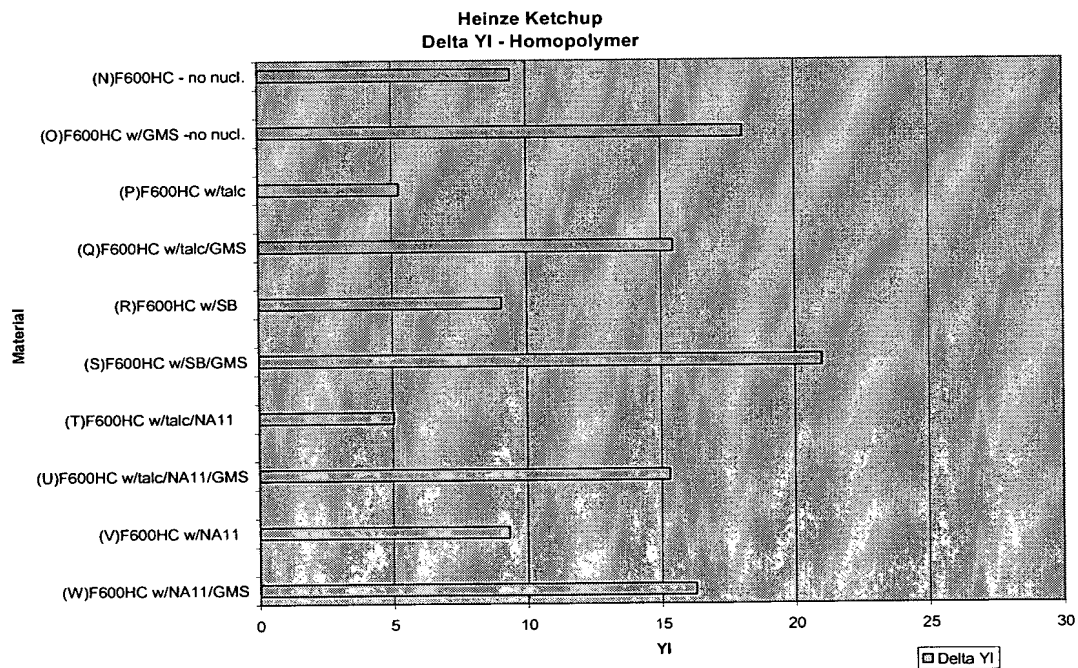 Heinze Ketchup
Delta YI - Homopolymer
(N)F600HC - no nucl.
(O)F600HC w/GMS -no nucl.
(P)F600HC w/talc
(Q)F600HC w/talc/GMS
(R)F600HC w/SB
(S)F600HC w/SB/GMS
(T)F600HC w/talc/NA11
(U)F600HC w/talc/NA11/GMS
(V)F600HC w/NA11
(W)F600HC w/NA11/GMS
Material
0 5 10 15 20 25 30
YI
Delta YI